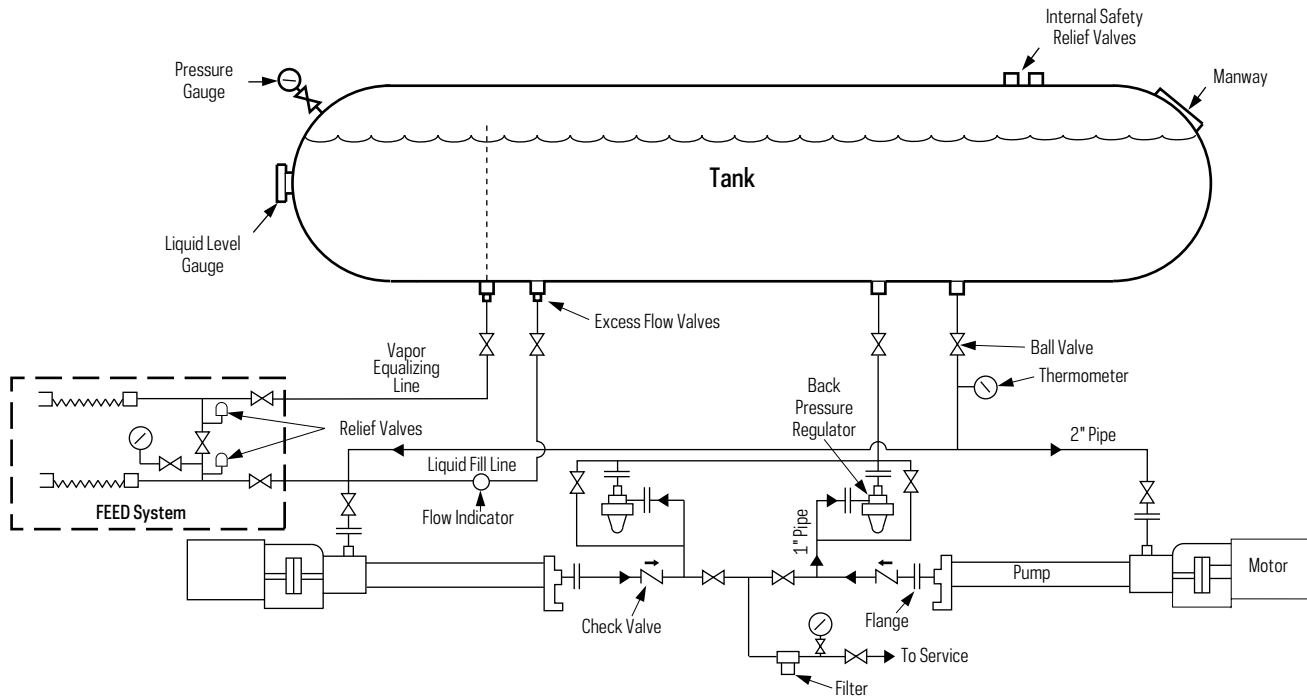 Internal Safety
Relief Valves
Pressure
Gauge
Manway
Tank
Liquid Level
Gauge
Excess Flow Valves
Vapor
Equalizing
Line
Ball Valve
Thermometer
Back
Pressure
Regulator
Relief Valves
2" Pipe
Liquid Fill Line
FEED System
Flow Indicator
1" Pipe
Pump
Motor
Check Valve
Flange
To Service
Filter